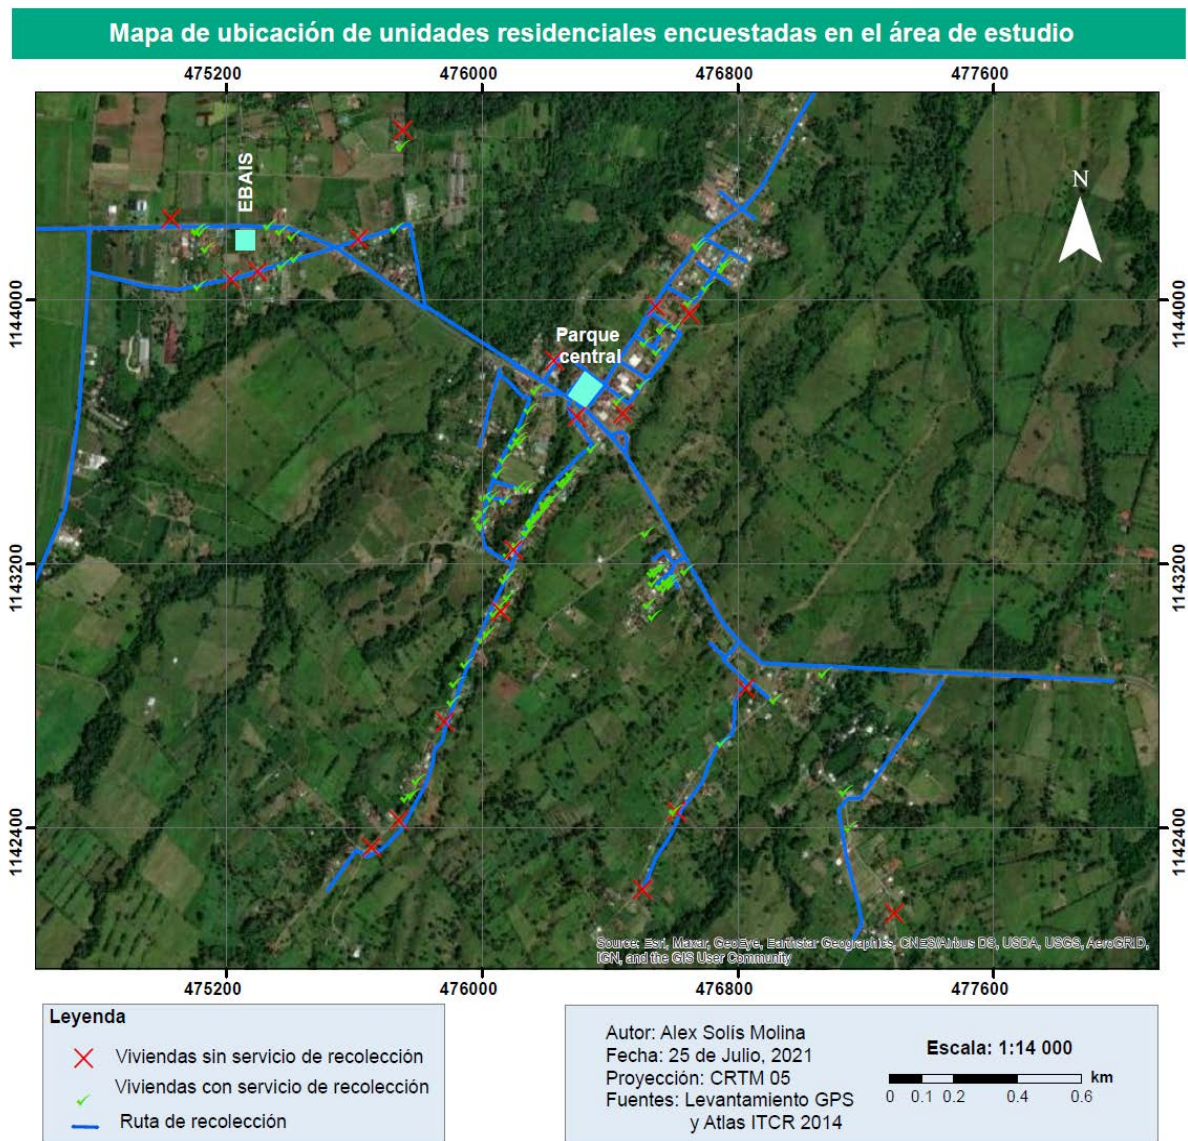 Mapa de ubicación de unidades residenciales encuestadas en el área de estudio
475200 476000 476800 477600
EBAIS
N
1144000 1144000
Parque
central
1143200 1143200
1142400 1142400
Source: Esri, Maxar, GeoEye, Earthstar Geographics, CNES/Airbus DS, USDA, USGS, AeroGRID,
IGN, and the GIS User Community
475200 476000 476800 477600
Leyenda
Viviendas sin servicio de recolección
Viviendas con servicio de recolección
Ruta de recolección
Autor: Alex Solís Molina
Fecha: 25 de Julio, 2021
Proyección: CRTM 05
Fuentes: Levantamiento GPS
y Atlas ITCR 2014
Escala: 1:14 000
km
0 0.1 0.2 0.4 0.6